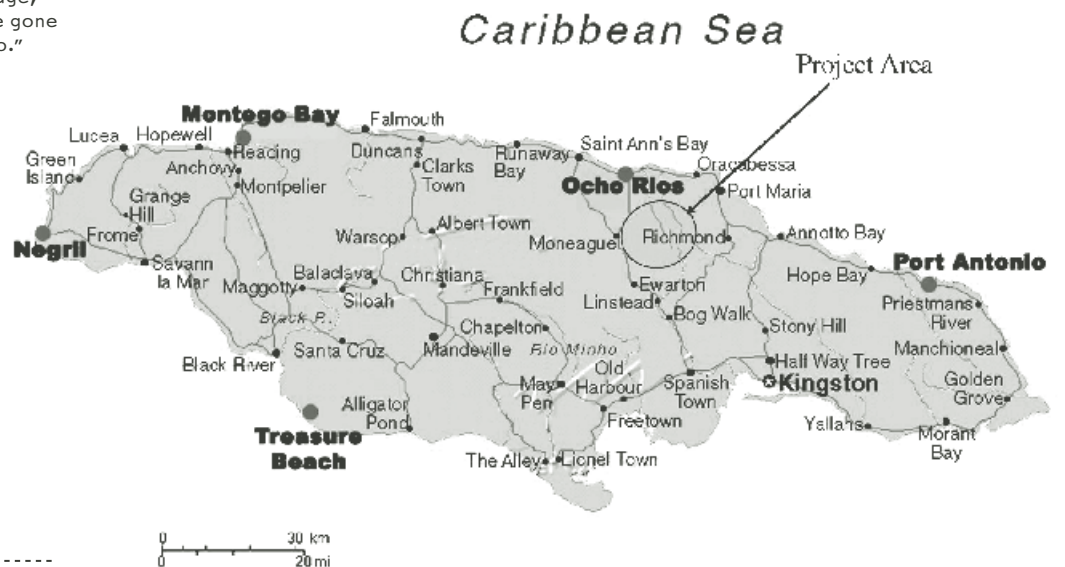 age,
e gone
o."
Caribbean Sea
Project Area
Montego Bay
Falmouth
Lucea
Hopewell
Reading
Duncans
Runaway
Bay
Saint Ann's Bay
Oracabessa
Green
Island
Anchovy
Clarks
Town
Montpelier
Ocho Rios
Port Maria
Grange
Hill
Albert Town
Frome
Warsop
Moneague
Richmond
Annotto Bay
Negril
Savann
la Mar
Balaclava
Christiana
Hope Bay
Port Antonio
Maggotty
Siloah
Frankfield
Ewarton
Linstead
Priestmans
River
Black R.
Bog Walk
Chapelton
Stony Hill
Santa Cruz
Mandeville
Rio Minho
Manchioneal
Black River
Old
Harbour
Half Way Tree
May
Pen
Spanish
Town
Kingston
Golden
Grove
Alligator
Pond
Freetown
Yallahs
Morant
Bay
Treasure
Beach
The Alley
Lionel Town
0 30 km
0 20 mi